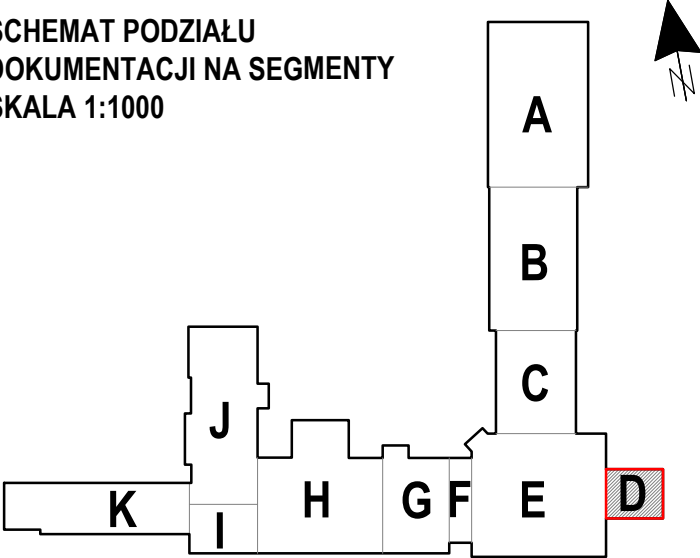 SCHEMAT PODZIAŁU
DOKUMENTACJI NA SEGMENTY
SKALA 1:1000
A
B
C
J
K
I
H
G
F
E
D
N